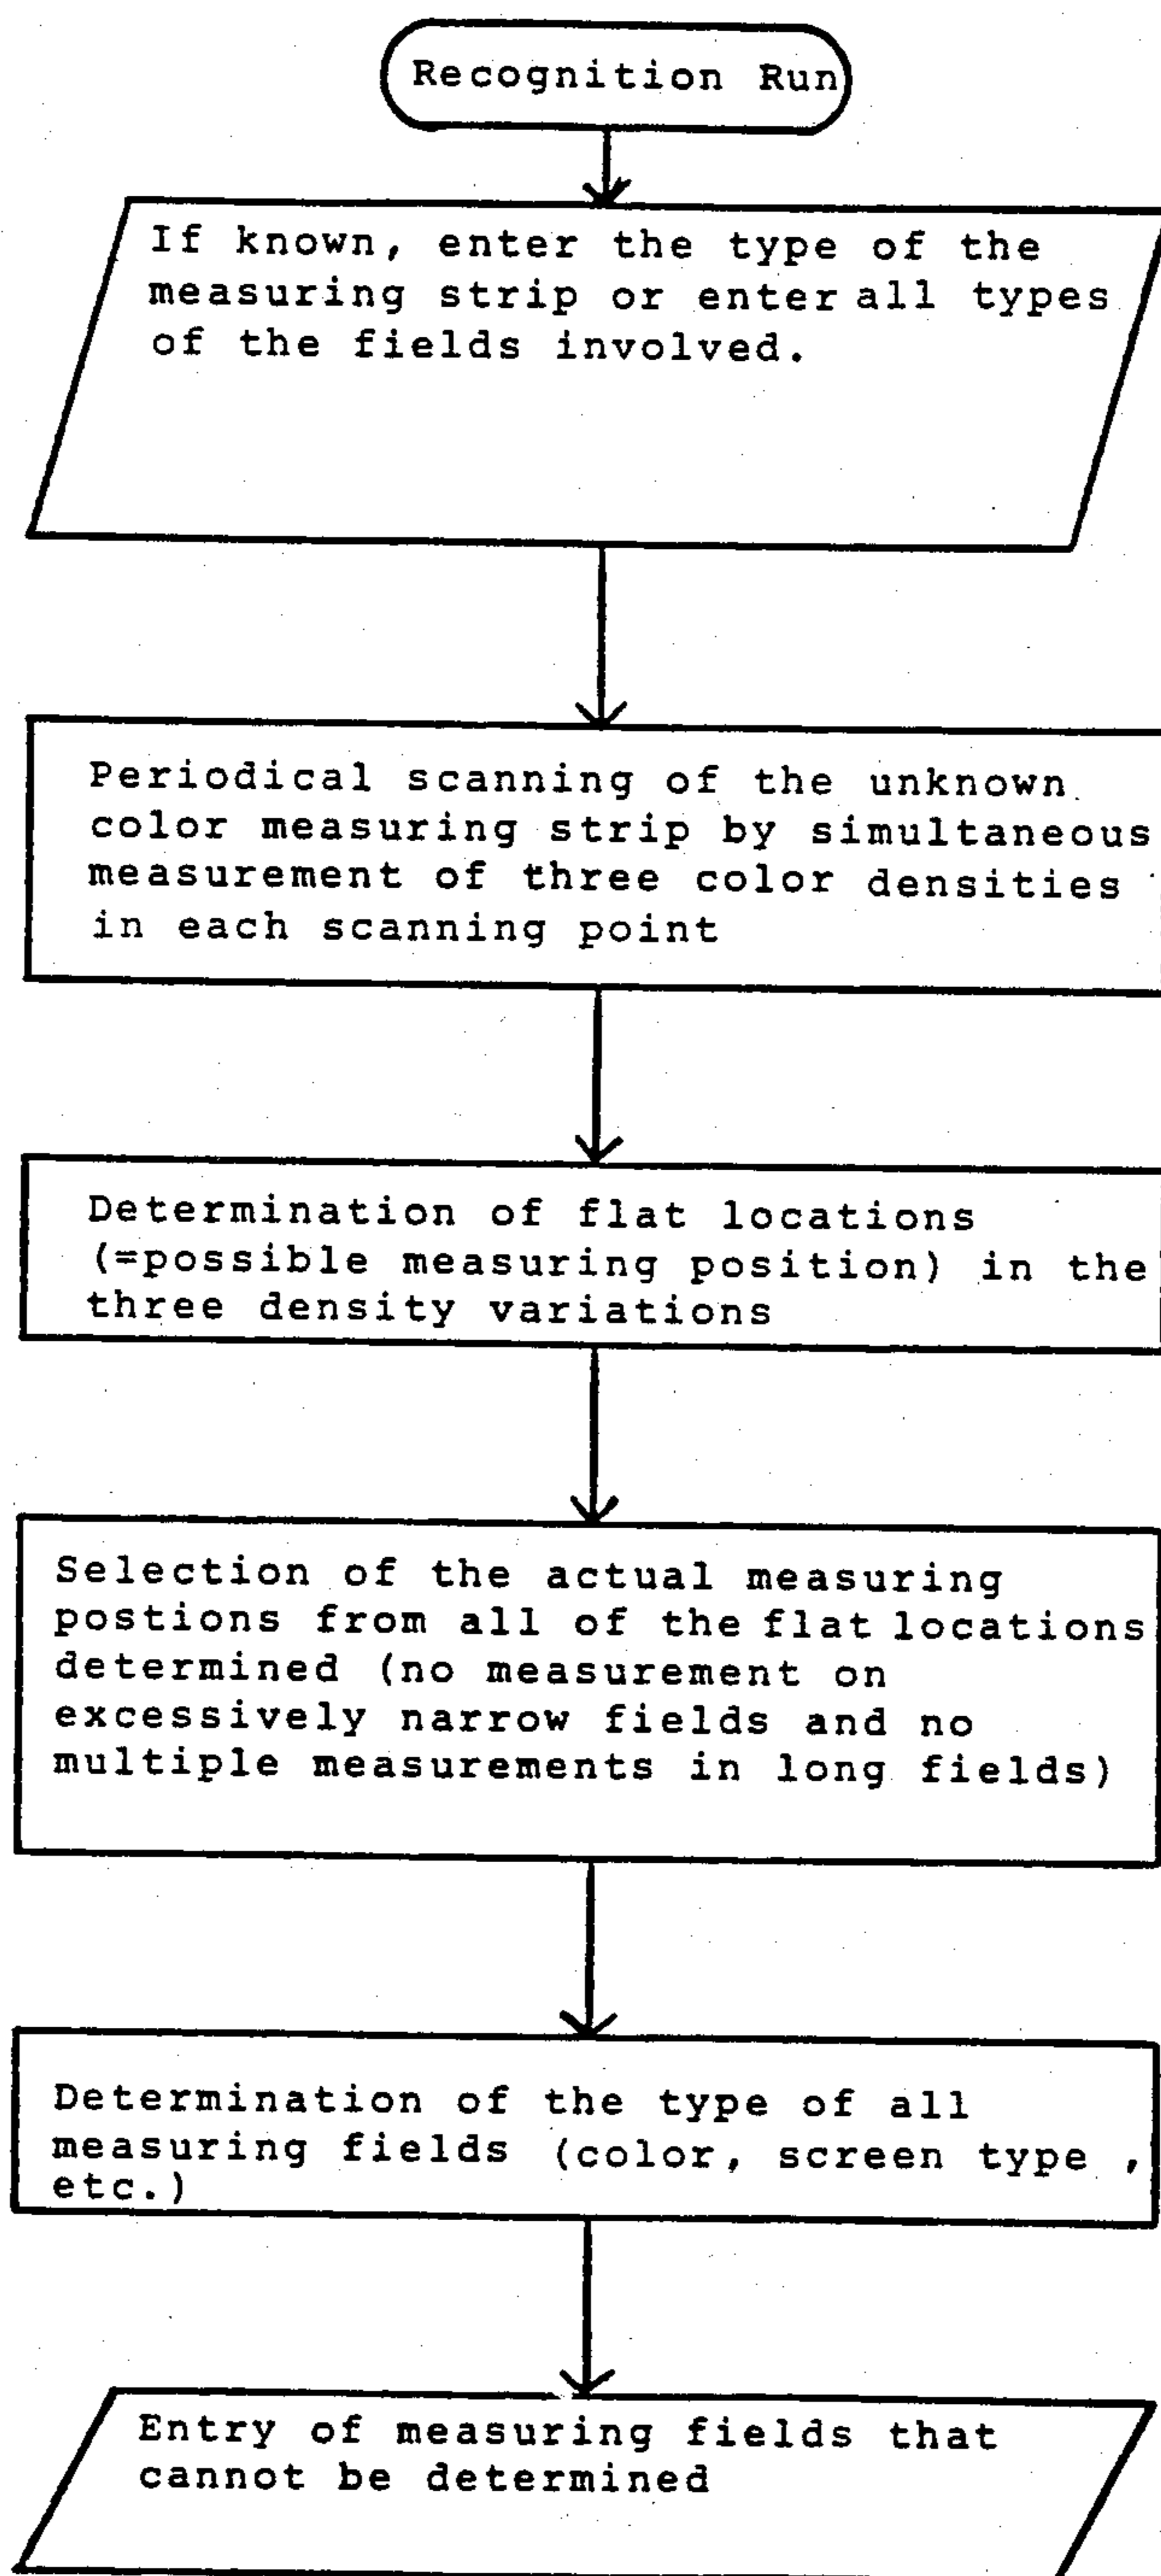 Recognition Run
If known, enter the type of the
measuring strip or enter all types
of the fields involved.
Periodical scanning of the unknown
color measuring strip by simultaneous
measurement of three color densities
in each scanning point
Determination of flat locations
(=possible measuring position) in the
three density variations
Selection of the actual measuring
postions from all of the flat locations
determined (no measurement on
excessively narrow fields and no
multiple measurements in long fields)
Determination of the type of all
measuring fields (color, screen type ,
etc.)
Entry of measuring fields that
cannot be determined